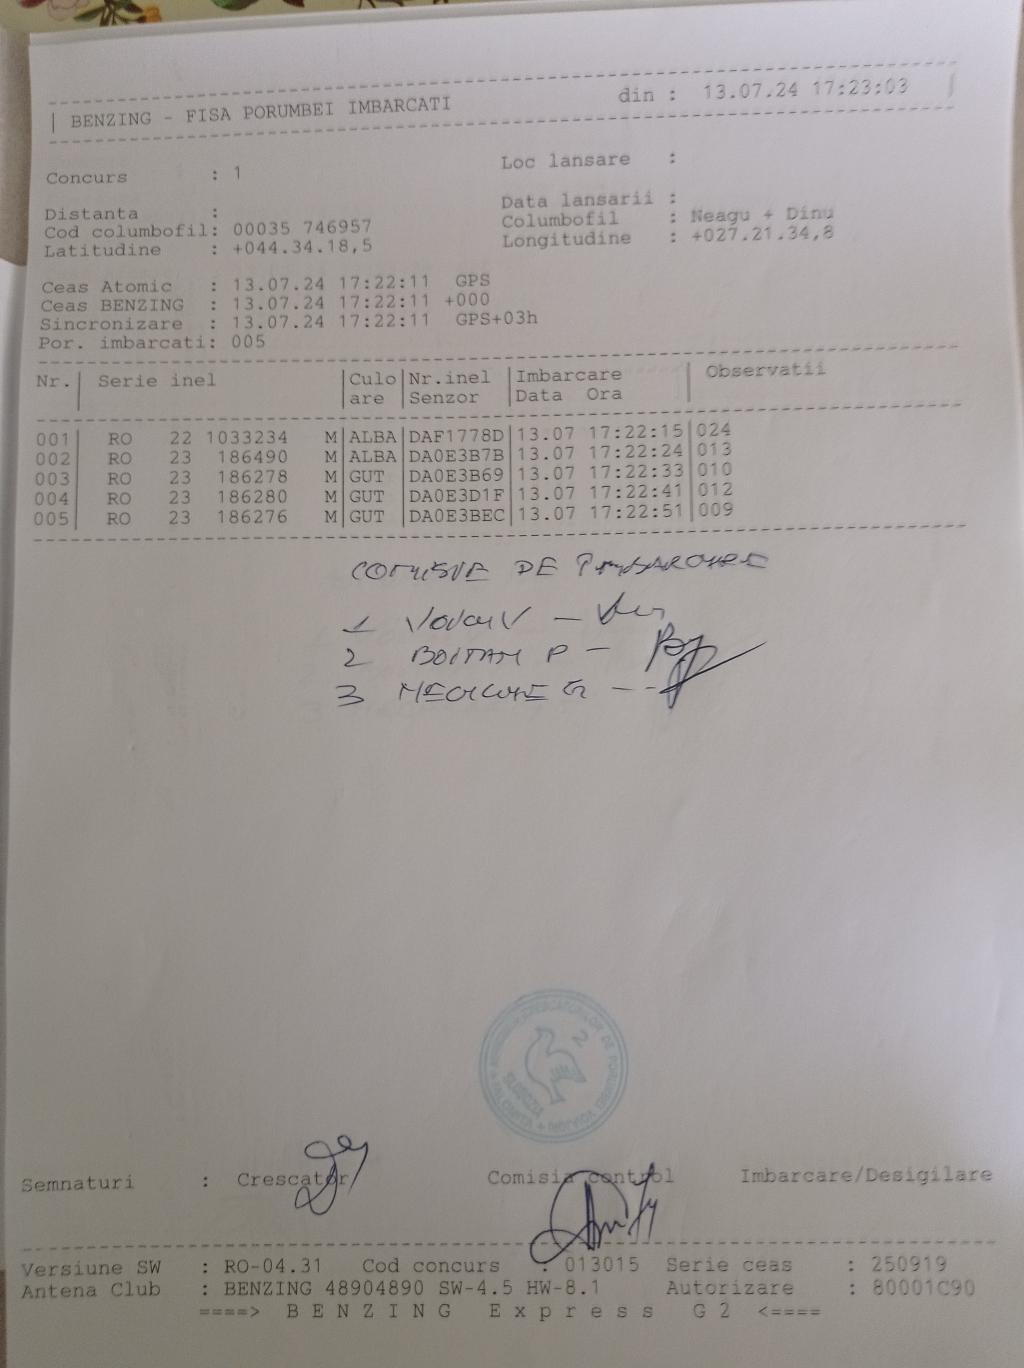 BENZING - FISA PORUMBEI IMBARCATI din : 13.07.24 17:23:03
Concurs : 1 Loc lansare :
Distanta : Data lansarii :
Cod columbofil: 00035 746957 Columbofil : Neagu + Dinu
Latitudine : +044.34.18,5 Longitudine : +027.21.34,8
Ceas Atomic : 13.07.24 17:22:11 GPS
Ceas BENZING : 13.07.24 17:22:11 +000
Sincronizare : 13.07.24 17:22:11 GPS+03h
Por. imbarcati: 005
Nr.| Serie inel |Culo|Nr.inel |Imbarcare | Observatii
| |are |Senzor |Data Ora |
001| RO 22 1033234 M|ALBA|DAF1778D|13.07 17:22:15|024
002| RO 23 186490 M|ALBA|DA0E3B7B|13.07 17:22:24|013
003| RO 23 186278 M|GUT |DA0E3B69|13.07 17:22:33|010
004| RO 23 186280 M|GUT |DA0E3D1F|13.07 17:22:41|012
005| RO 23 186276 M|GUT |DA0E3BEC|13.07 17:22:51|009
COMISIE DE IMBARCARE
1
2 BOITAN P -
3
2
SLOBOZIA
Semnaturi : Crescator Comisia control Imbarcare/Desigilare
Versiune SW : RO-04.31 Cod concurs : 013015 Serie ceas : 250919
Antena Club : BENZING 48904890 SW-4.5 HW-8.1 Autorizare : 80001C90
====> B E N Z I N G E x p r e s s G 2 <====